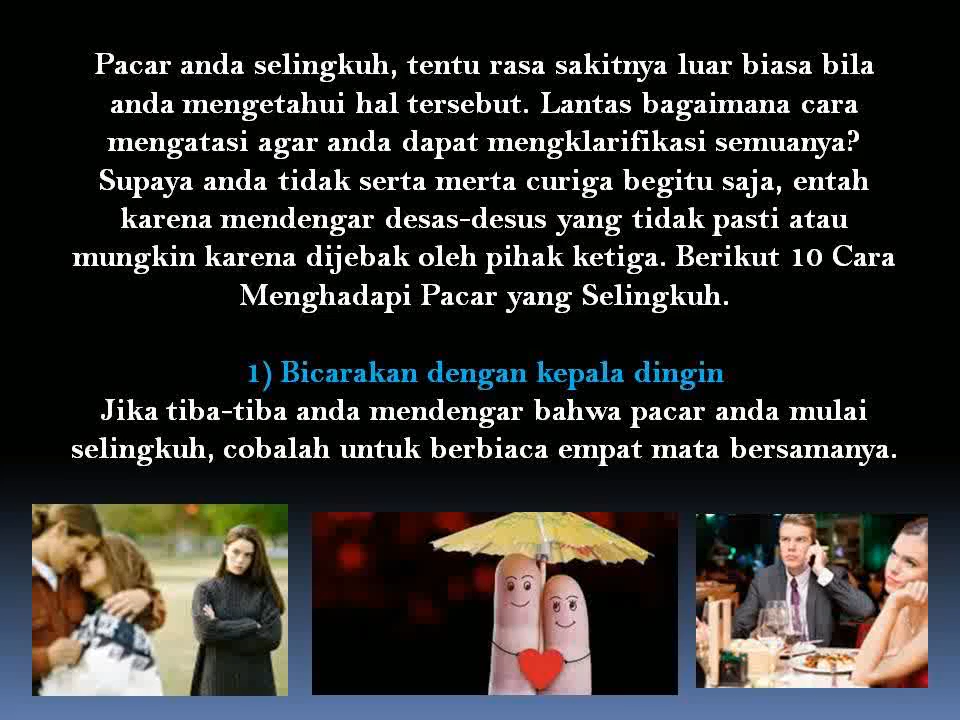 Pacar anda selingkuh, tentu rasa sakitnya luar biasa bila
anda mengetahui hal tersebut. Lantas bagaimana cara
mengatasi agar anda dapat mengklarifikasi semuanya?
Supaya anda tidak serta merta curiga begitu saja, entah
karena mendengar desas-desus yang tidak pasti atau
mungkin karena dijebak oleh pihak ketiga. Berikut 10 Cara
Menghadapi Pacar yang Selingkuh.
1) Bicarakan dengan kepala dingin
Jika tiba-tiba anda mendengar bahwa pacar anda mulai
selingkuh, cobalah untuk berbiaca empat mata bersamanya.